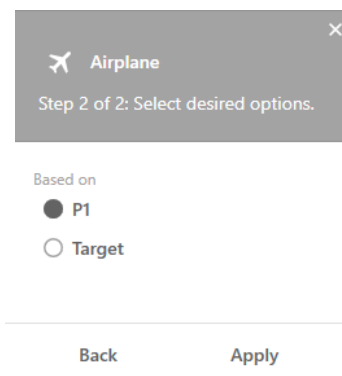 Airplane
Step 2 of 2: Select desired options.
Based on
P1
Target
Back Apply